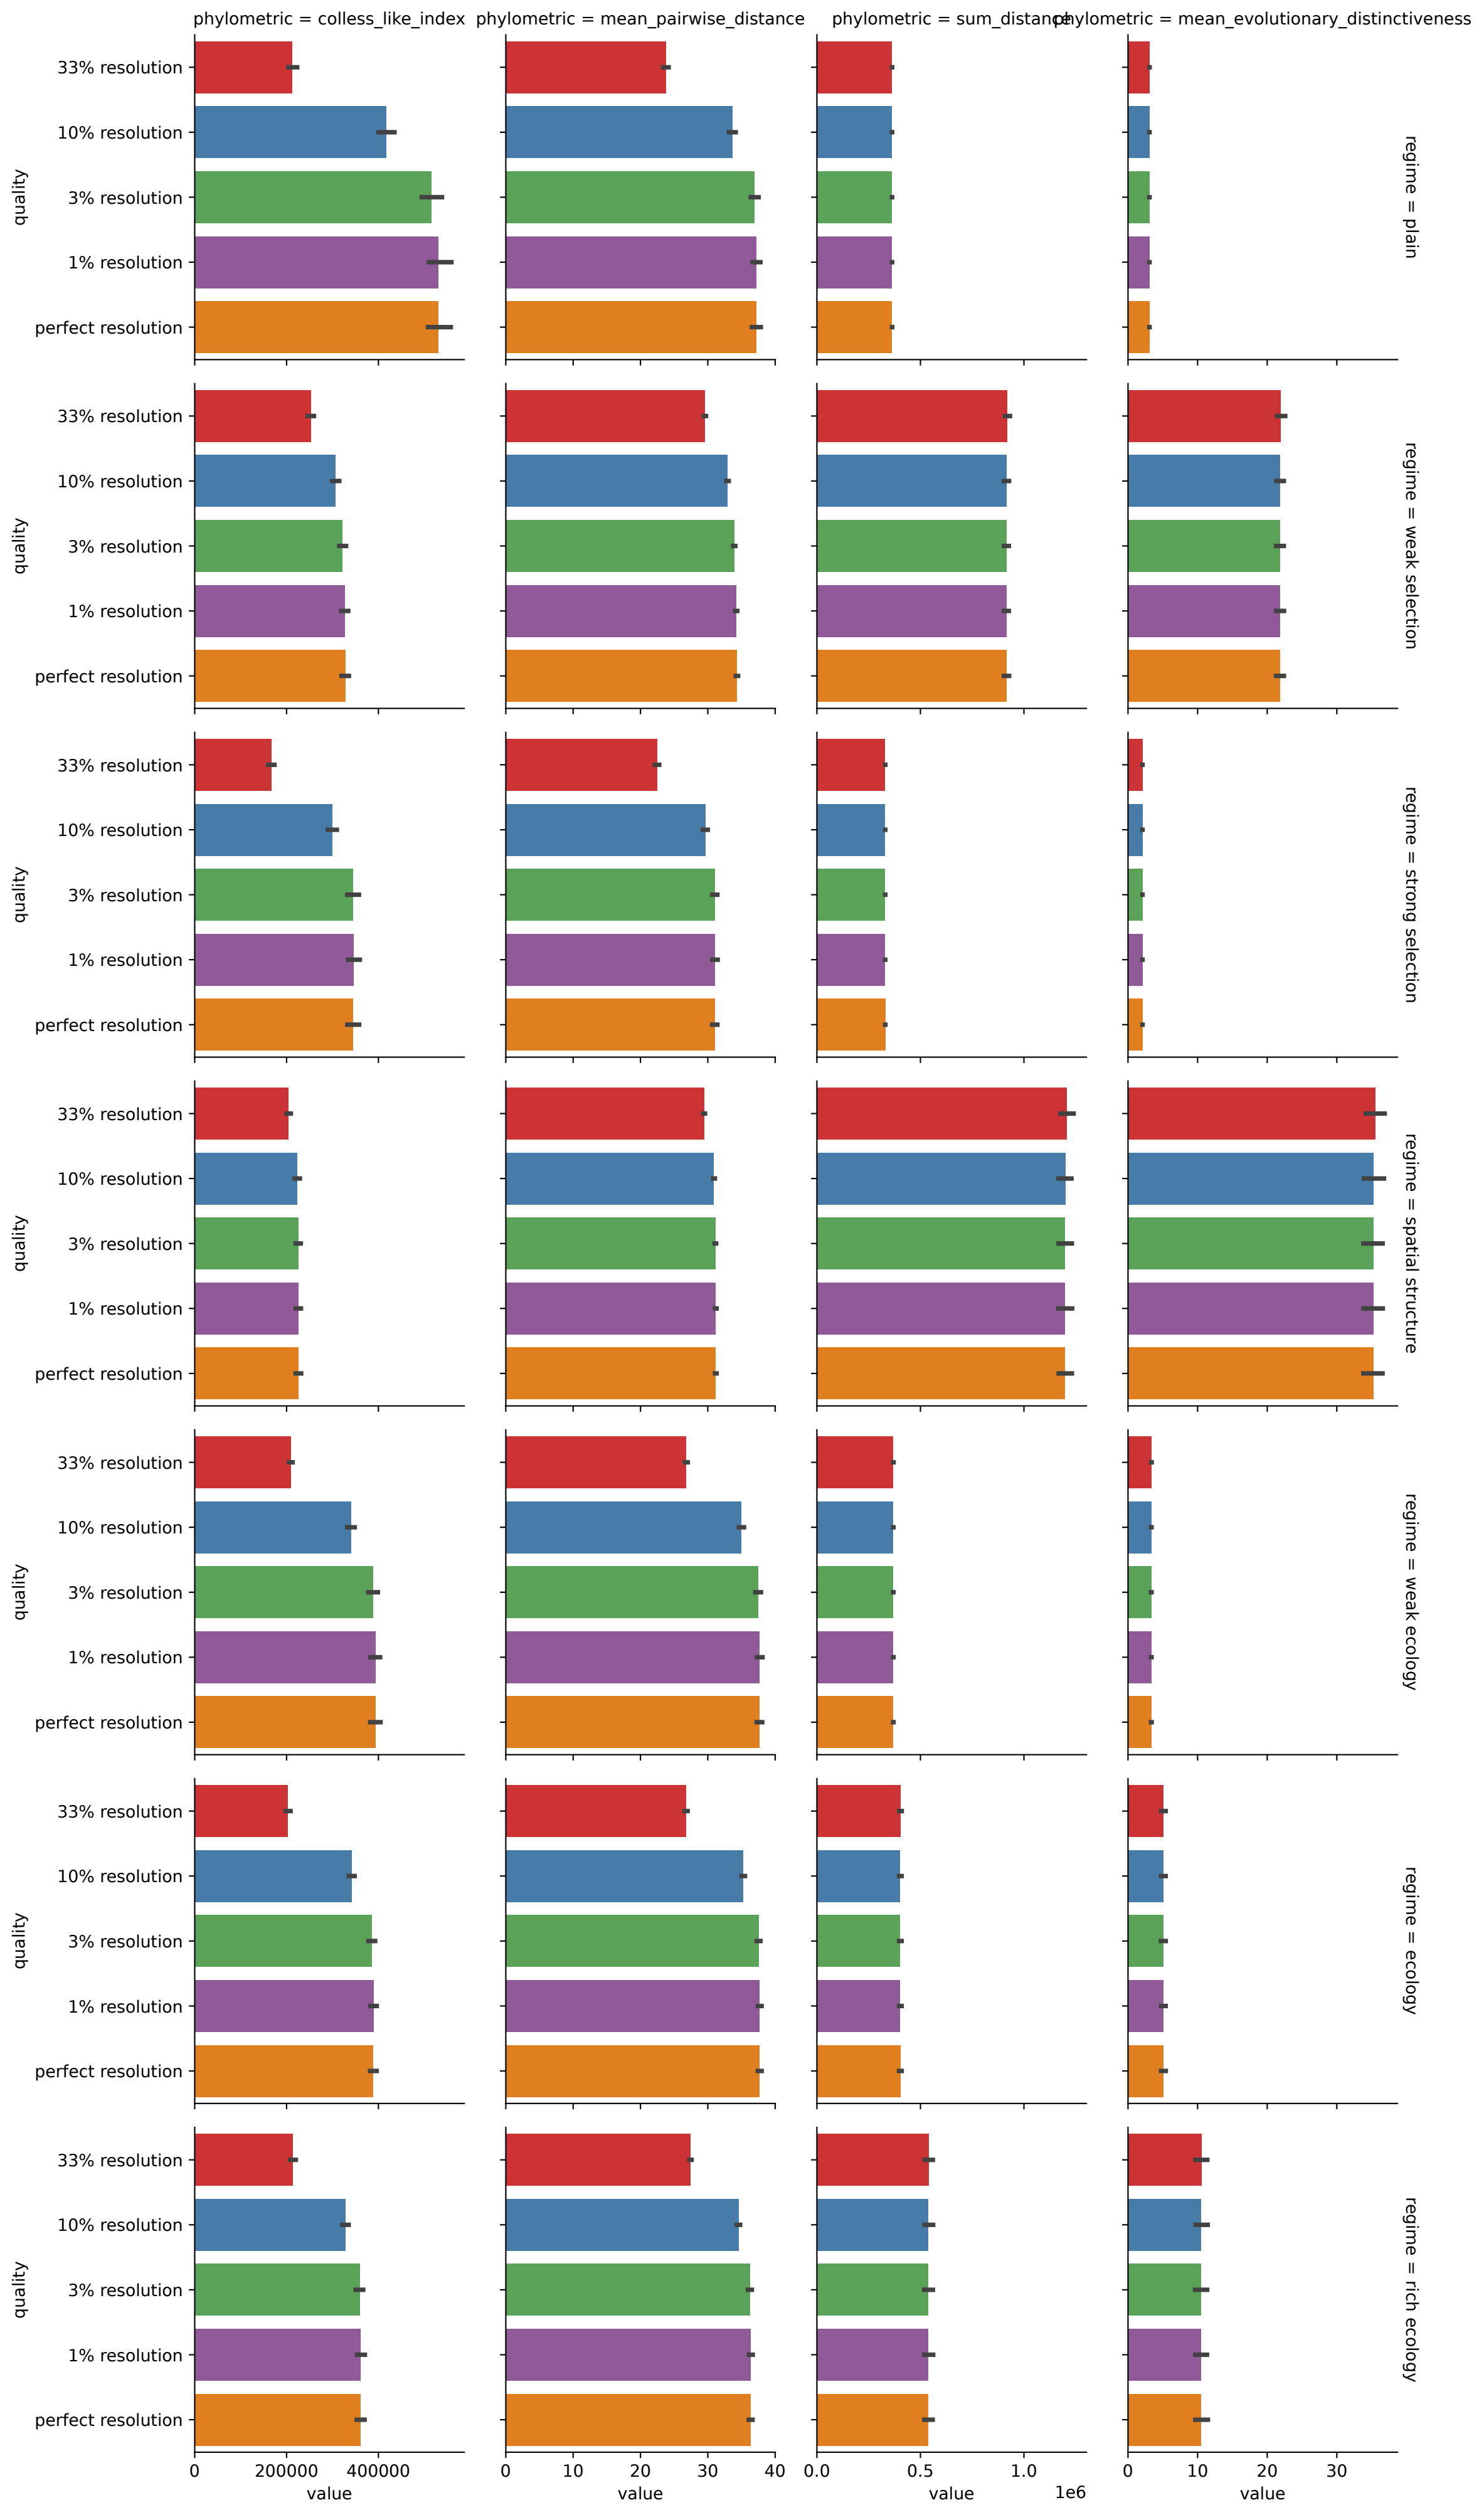 phylometric = colless_like_index
phylometric = mean_pairwise_distance
phylometric = sum_distance
phylometric = mean_evolutionary_distinctiveness
quality
33% resolution
10% resolution
3% resolution
1% resolution
perfect resolution
regime = plain
quality
33% resolution
10% resolution
3% resolution
1% resolution
perfect resolution
regime = weak selection
quality
33% resolution
10% resolution
3% resolution
1% resolution
perfect resolution
regime = strong selection
quality
33% resolution
10% resolution
3% resolution
1% resolution
perfect resolution
regime = spatial structure
quality
33% resolution
10% resolution
3% resolution
1% resolution
perfect resolution
regime = weak ecology
quality
33% resolution
10% resolution
3% resolution
1% resolution
perfect resolution
regime = ecology
quality
33% resolution
10% resolution
3% resolution
1% resolution
perfect resolution
regime = rich ecology
0 200000 400000
value
0 10 20 30 40
value
0.0 0.5 1.0
1e6
value
0 10 20 30
value